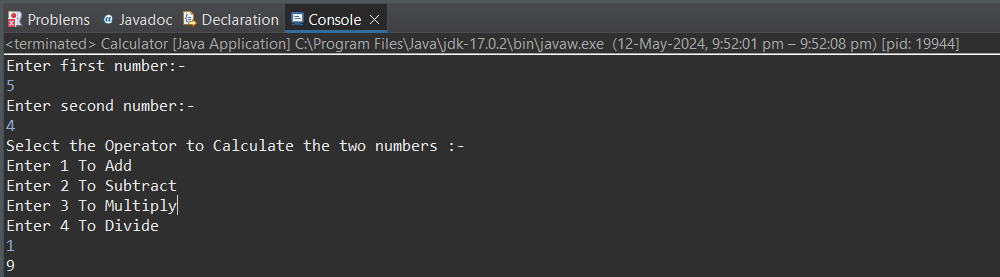 Problems @ Javadoc Declaration Console
<terminated> Calculator [Java Application] C:\Program Files\Java\jdk-17.0.2\bin\javaw.exe (12-May-2024, 9:52:01 pm – 9:52:08 pm) [pid: 19944]
Enter first number:-
5
Enter second number:-
4
Select the Operator to Calculate the two numbers :-
Enter 1 To Add
Enter 2 To Subtract
Enter 3 To Multiply
Enter 4 To Divide
1
9